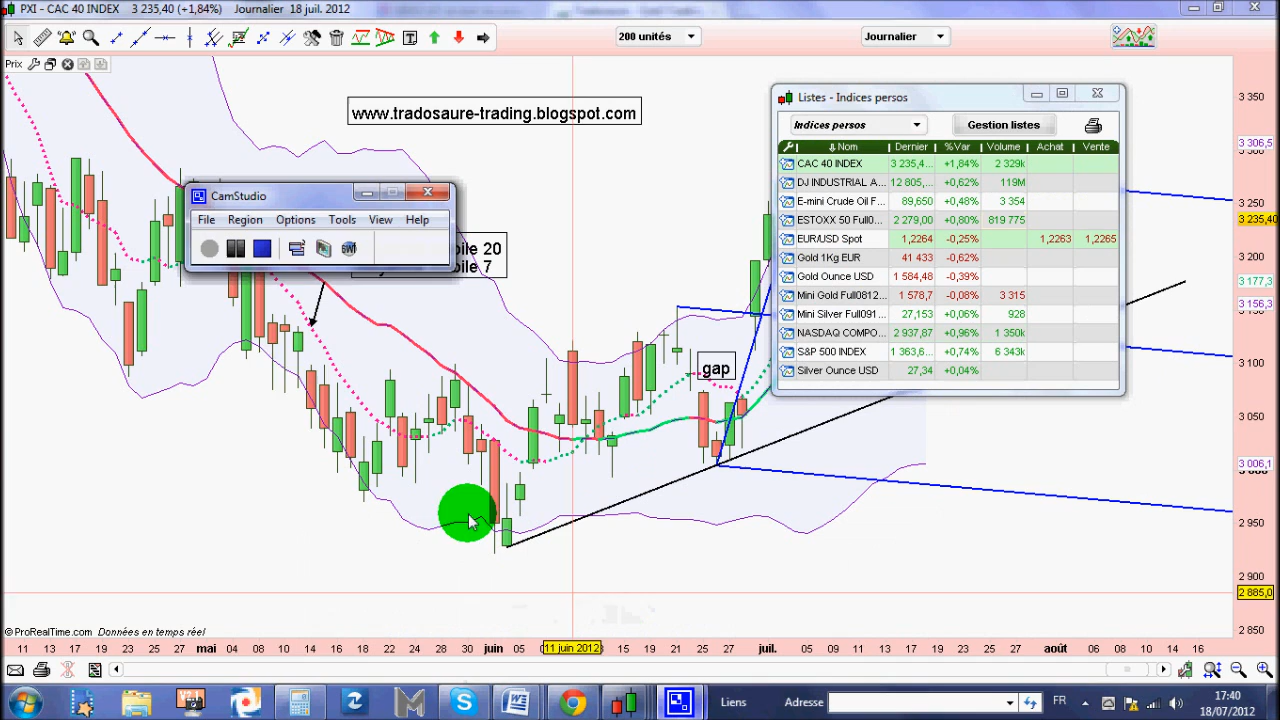 PXI - CAC 40 INDEX 3 235,40 (+1,84%) Journalier 18 juil. 2012
200 unités
Journalier
Prix
www.tradosaure-trading.blogspot.com
CamStudio
File Region Options Tools View Help
bile 20
bile 7
gap
Listes - Indices persos
Indices persos Gestion listes
Nom Dernier %Var Volume Achat Vente
CAC 40 INDEX 3 235,4... +1,84% 2 329k
DJ INDUSTRIAL A... 12 805,... +0,62% 119M
E-mini Crude Oil F... 89,650 +0,48% 3 354
ESTOXX 50 Full0... 2 279,00 +0,80% 819 775
EUR/USD Spot 1,2264 -0,25% 1,2263 1,2265
Gold 1Kg EUR 41 433 -0,62%
Gold Ounce USD 1 584,48 -0,39%
Mini Gold Full0812... 1 578,7 -0,08% 3 315
Mini Silver Full091... 27,153 +0,06% 928
NASDAQ COMPO... 2 937,87 +0,96% 1 350k
S&P 500 INDEX 1 363,6... +0,74% 6 343k
Silver Ounce USD 27,34 +0,04%
3 350
3 306,5
3 250
3 235,40
3 200
3 177,3
3 156,3
3 100
3 050
3 006,1
2 950
2 900
2 885,0
2 850
©ProRealTime.com Données en temps réel
11 13 17 19 23 25 27 mai 04 08 10 14 16 18 22 24 28 30 juin 05 11 juin 2012 15 19 21 25 27 juil. 05 09 11 13 17 19 23 25 27 août 06 08 10 14 16
Liens Adresse FR 17:40
18/07/2012